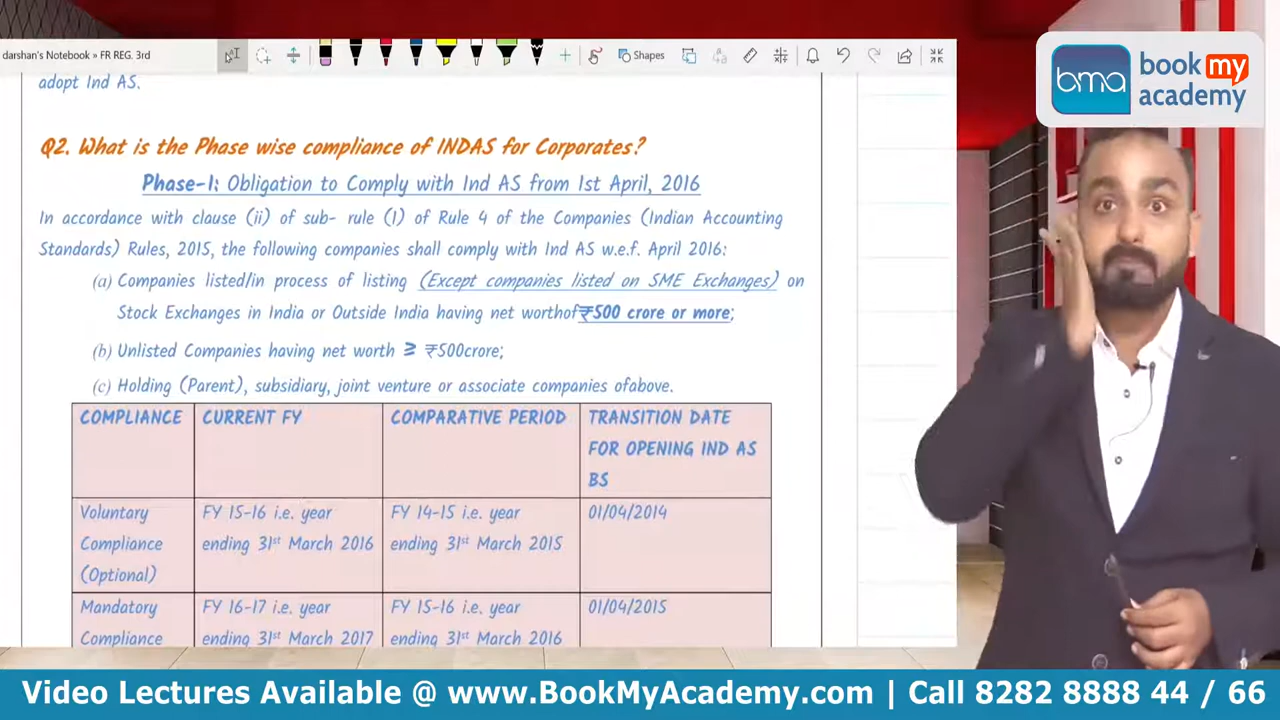 darshan's Notebook » FR REG. 3rd
Shapes
bma
book my
academy
adopt Ind AS.
Q2. What is the Phase wise compliance of INDAS for Corporates?
Phase-I: Obligation to Comply with Ind AS from 1st April, 2016
In accordance with clause (ii) of sub- rule (1) of Rule 4 of the Companies (Indian Accounting
Standards) Rules, 2015, the following companies shall comply with Ind AS w.e.f. April 2016:
(a) Companies listed/in process of listing (Except companies listed on SME Exchanges) on
Stock Exchanges in India or Outside India having net worthof₹500 crore or more;
(b) Unlisted Companies having net worth ≥ ₹500crore;
(c) Holding (Parent), subsidiary, joint venture or associate companies ofabove.
COMPLIANCE
CURRENT FY
COMPARATIVE PERIOD
TRANSITION DATE
FOR OPENING IND AS
BS
Voluntary
Compliance
(Optional)
FY 15-16 i.e. year
ending 31st March 2016
FY 14-15 i.e. year
ending 31st March 2015
01/04/2014
Mandatory
Compliance
FY 16-17 i.e. year
ending 31st March 2017
FY 15-16 i.e. year
ending 31st March 2016
01/04/2015
Video Lectures Available @ www.BookMyAcademy.com | Call 8282 8888 44 / 66